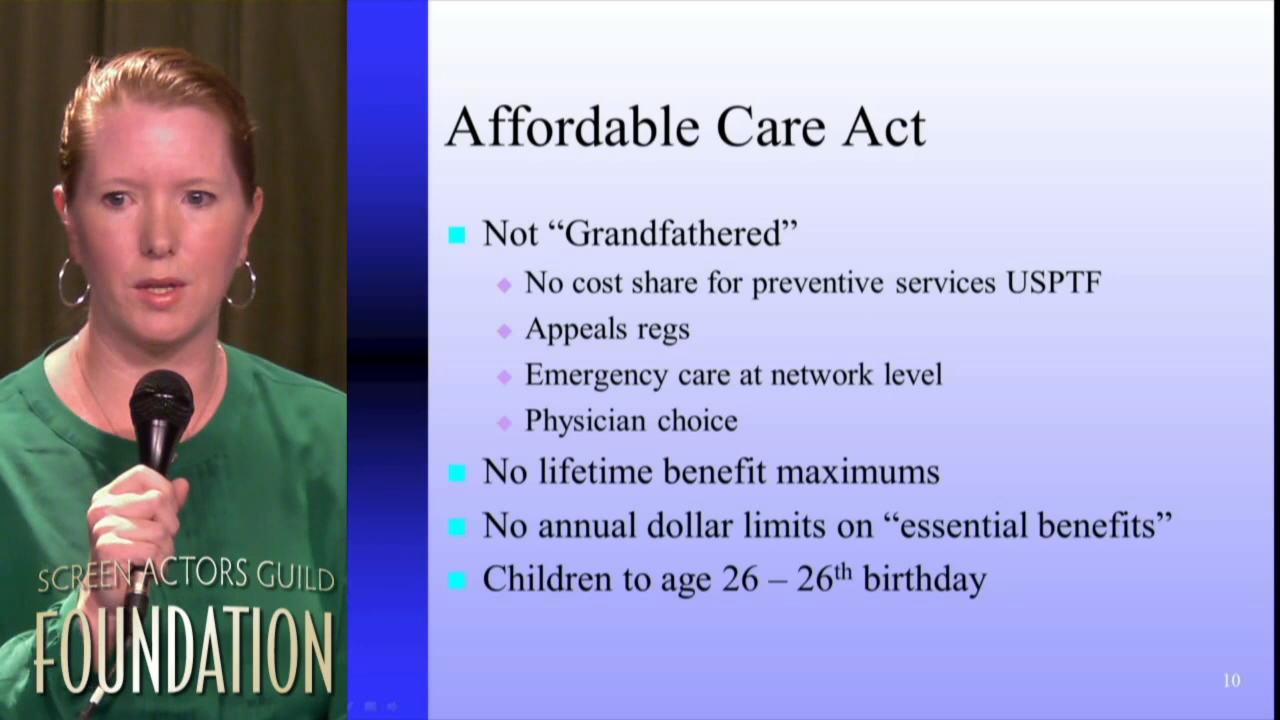 Affordable Care Act
Not “Grandfathered”
No cost share for preventive services USPTF
Appeals regs
Emergency care at network level
Physician choice
No lifetime benefit maximums
No annual dollar limits on “essential benefits”
Children to age 26 – 26th birthday
10
SCREEN ACTORS GUILD
FOUNDATION